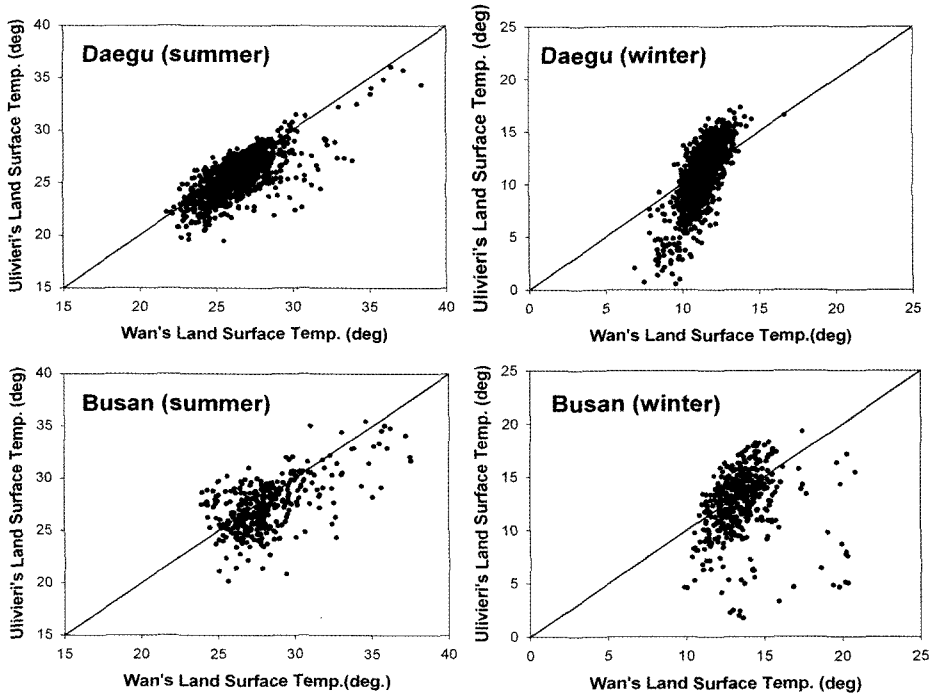 Daegu (summer)
Ulivieri's Land Surface Temp. (deg)
40
35
30
25
20
15
15 20 25 30 35 40
Wan's Land Surface Temp. (deg)
Daegu (winter)
Ulivieri's Land Surface Temp. (deg)
25
20
15
10
5
0
0 5 10 15 20 25
Wan's Land Surface Temp.(deg)
Busan (summer)
Ulivieri's Land Surface Temp. (deg)
40
35
30
25
20
15
15 20 25 30 35 40
Wan's Land Surface Temp.(deg.)
Busan (winter)
Ulivieri's Land Surface Temp. (deg)
25
20
15
10
5
0
0 5 10 15 20 25
Wan's Land Surface Temp. (deg)